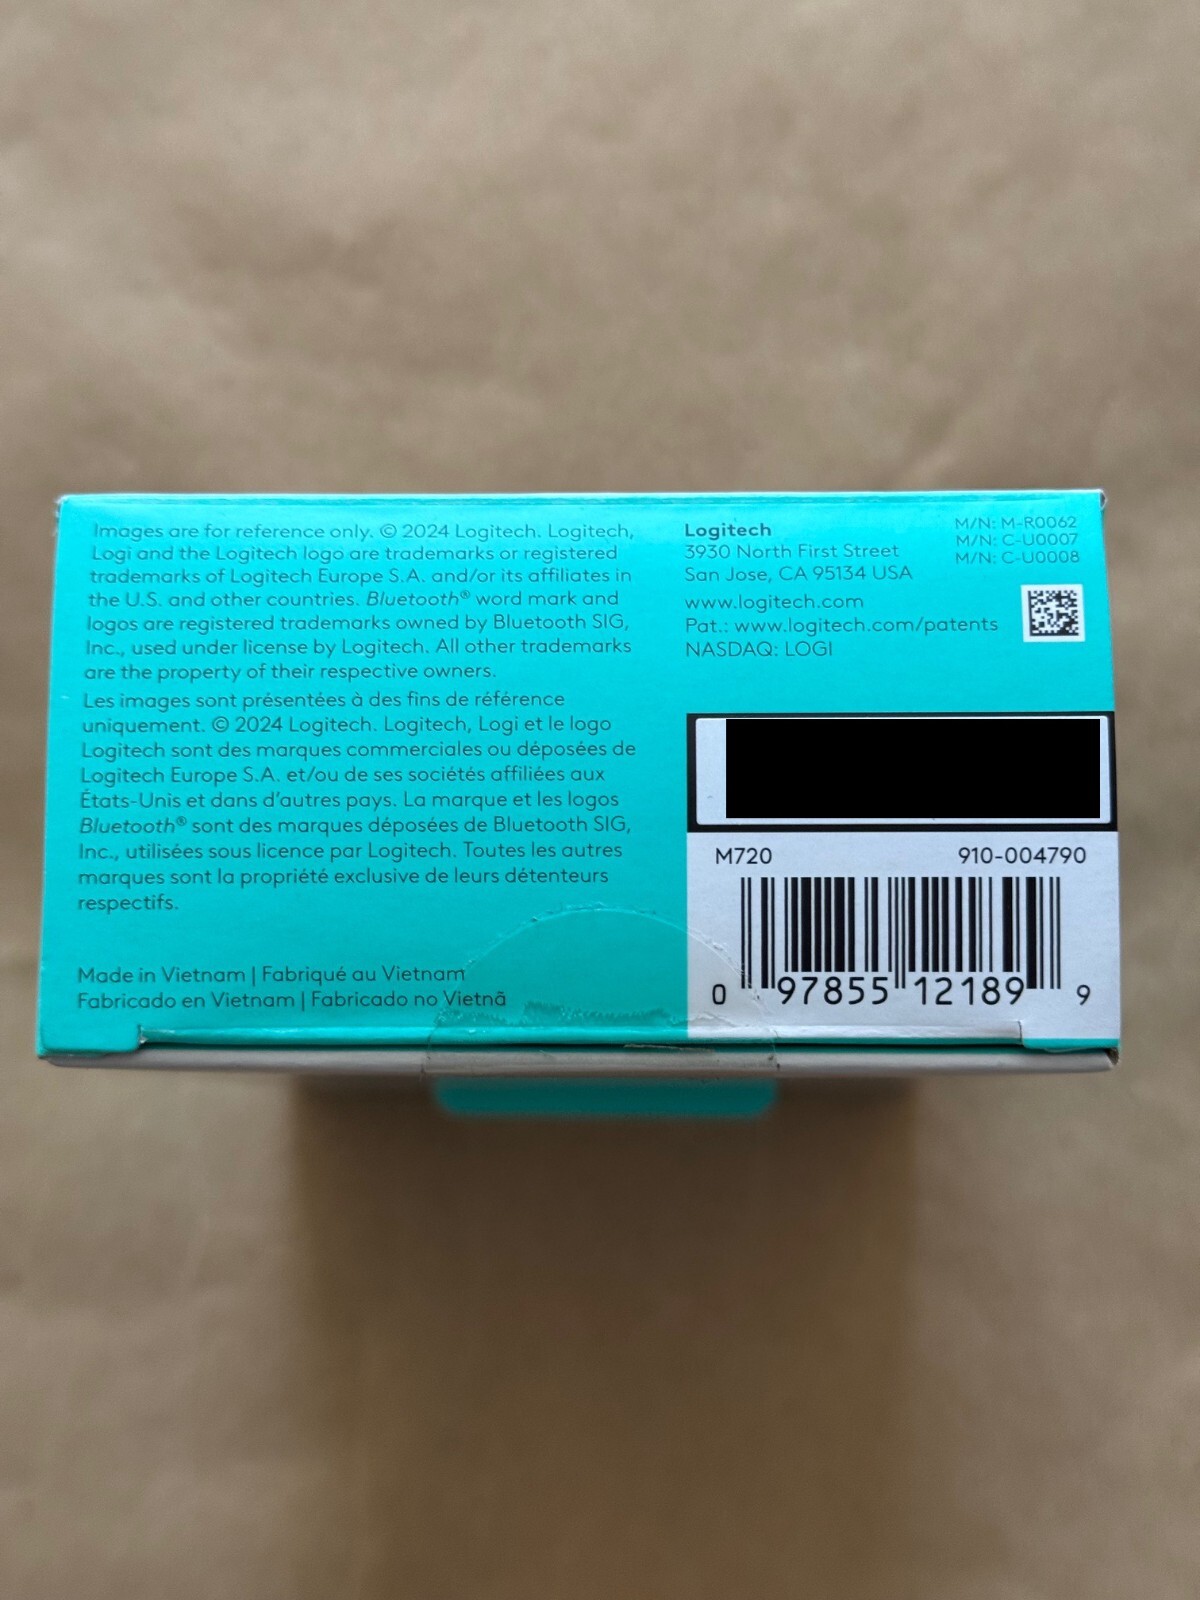 Images are for reference only. © 2024 Logitech. Logitech,
Logi and the Logitech logo are trademarks or registered
trademarks of Logitech Europe S.A. and/or its affiliates in
the U.S. and other countries. Bluetooth® word mark and
logos are registered trademarks owned by Bluetooth SIG,
Inc., used under license by Logitech. All other trademarks
are the property of their respective owners.
Les images sont présentées à des fins de référence
uniquement. © 2024 Logitech. Logitech, Logi et le logo
Logitech sont des marques commerciales ou déposées de
Logitech Europe S.A. et/ou de ses sociétés affiliées aux
États-Unis et dans d'autres pays. La marque et les logos
Bluetooth® sont des marques déposées de Bluetooth SIG,
Inc., utilisées sous licence par Logitech. Toutes les autres
marques sont la propriété exclusive de leurs détenteurs
respectifs.
Made in Vietnam | Fabriqué au Vietnam
Fabricado en Vietnam | Fabricado no Vietnã
Logitech
3930 North First Street
San Jose, CA 95134 USA
www.logitech.com
Pat.: www.logitech.com/patents
NASDAQ: LOGI
M/N: M-R0062
M/N: C-U0007
M/N: C-U0008
M720 910-004790
0 97855 12189 9